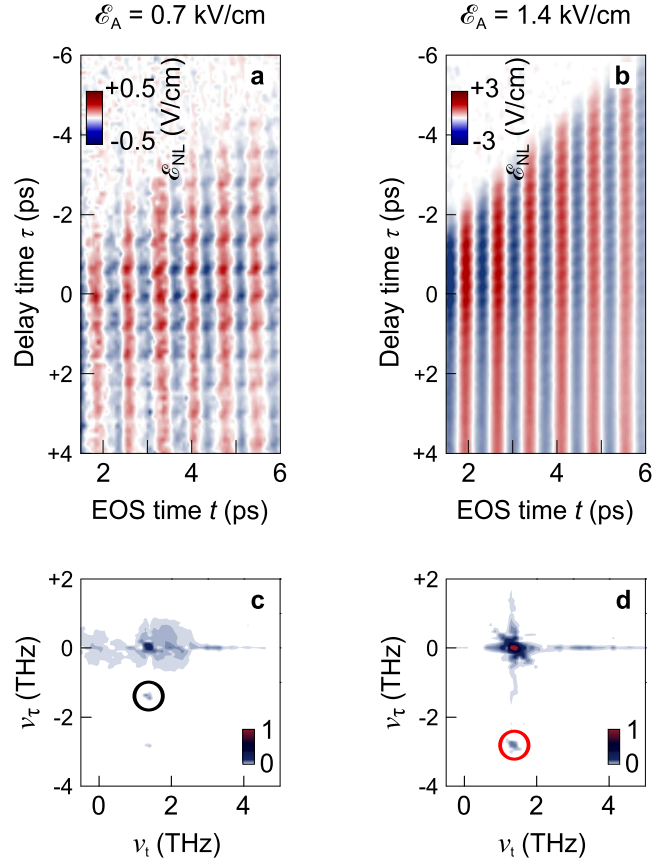 ℰA = 0.7 kV/cm
ℰA = 1.4 kV/cm
-6
-4
-2
0
+2
+4
Delay time τ (ps)
a
+0.5
-0.5
ℰNL (V/cm)
2
4
6
EOS time t (ps)
b
+3
-3
ℰNL (V/cm)
-6
-4
-2
0
+2
+4
Delay time τ (ps)
2
4
6
EOS time t (ps)
+2
0
-2
-4
ντ (THz)
c
1
0
0
2
4
νt (THz)
+2
0
-2
-4
ντ (THz)
d
1
0
0
2
4
νt (THz)